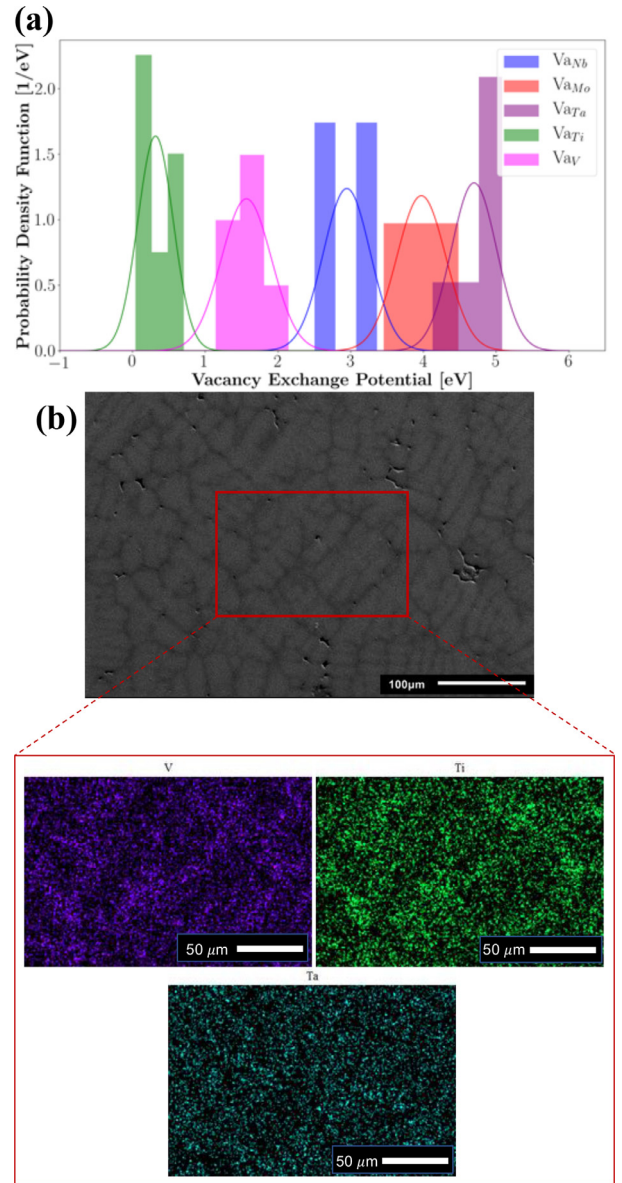 (a)
Probability Density Function [1/eV]
2.0
1.5
1.0
0.5
0.0
Va_Nb
Va_Mo
Va_Ta
Va_Ti
Va_V
−1 0 1 2 3 4 5 6
Vacancy Exchange Potential [eV]
(b)
100µm
V
Ti
50 µm
50 µm
Ta
50 µm